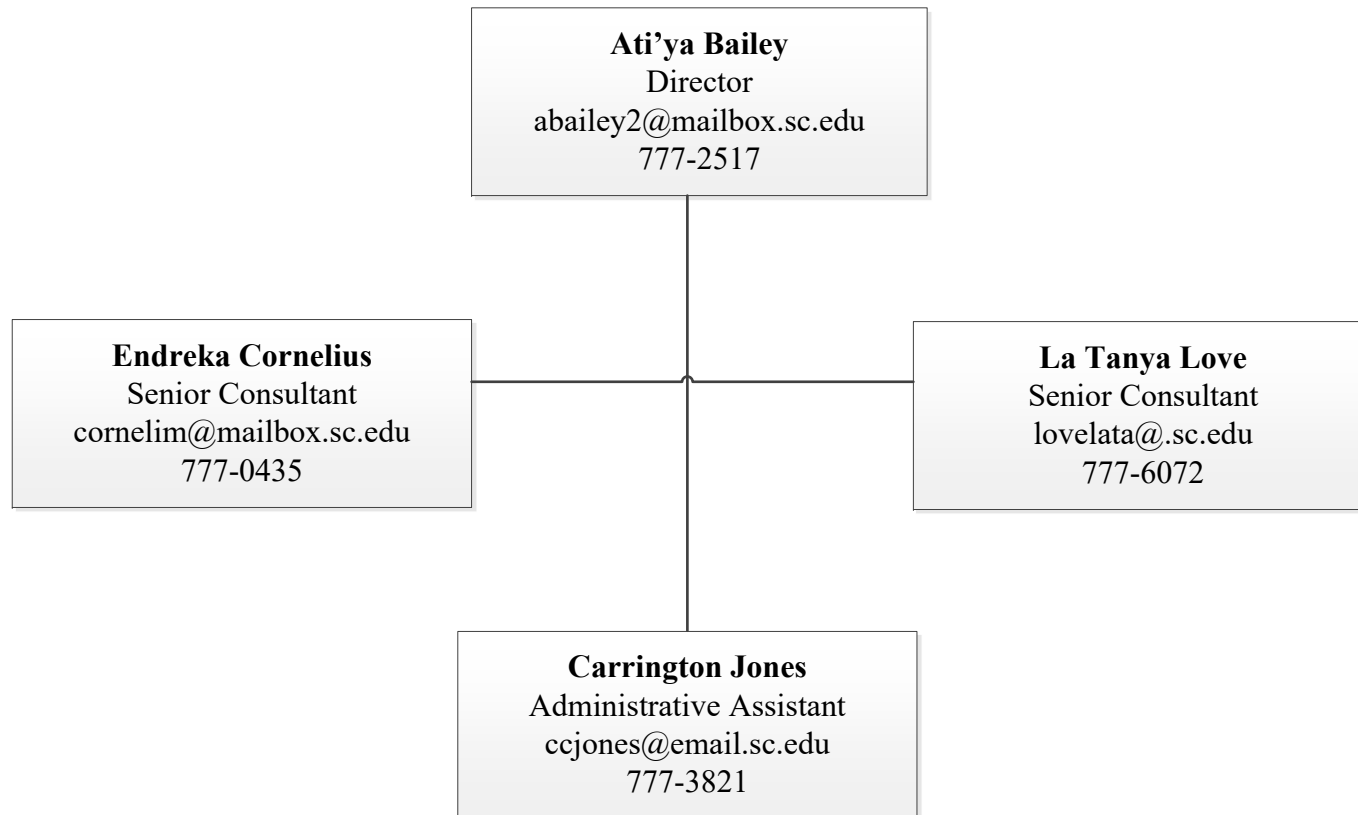 Ati’ya Bailey
Director
abailey2@mailbox.sc.edu
777-2517
Endreka Cornelius
Senior Consultant
cornelim@mailbox.sc.edu
777-0435
La Tanya Love
Senior Consultant
lovelata@.sc.edu
777-6072
Carrington Jones
Administrative Assistant
ccjones@email.sc.edu
777-3821